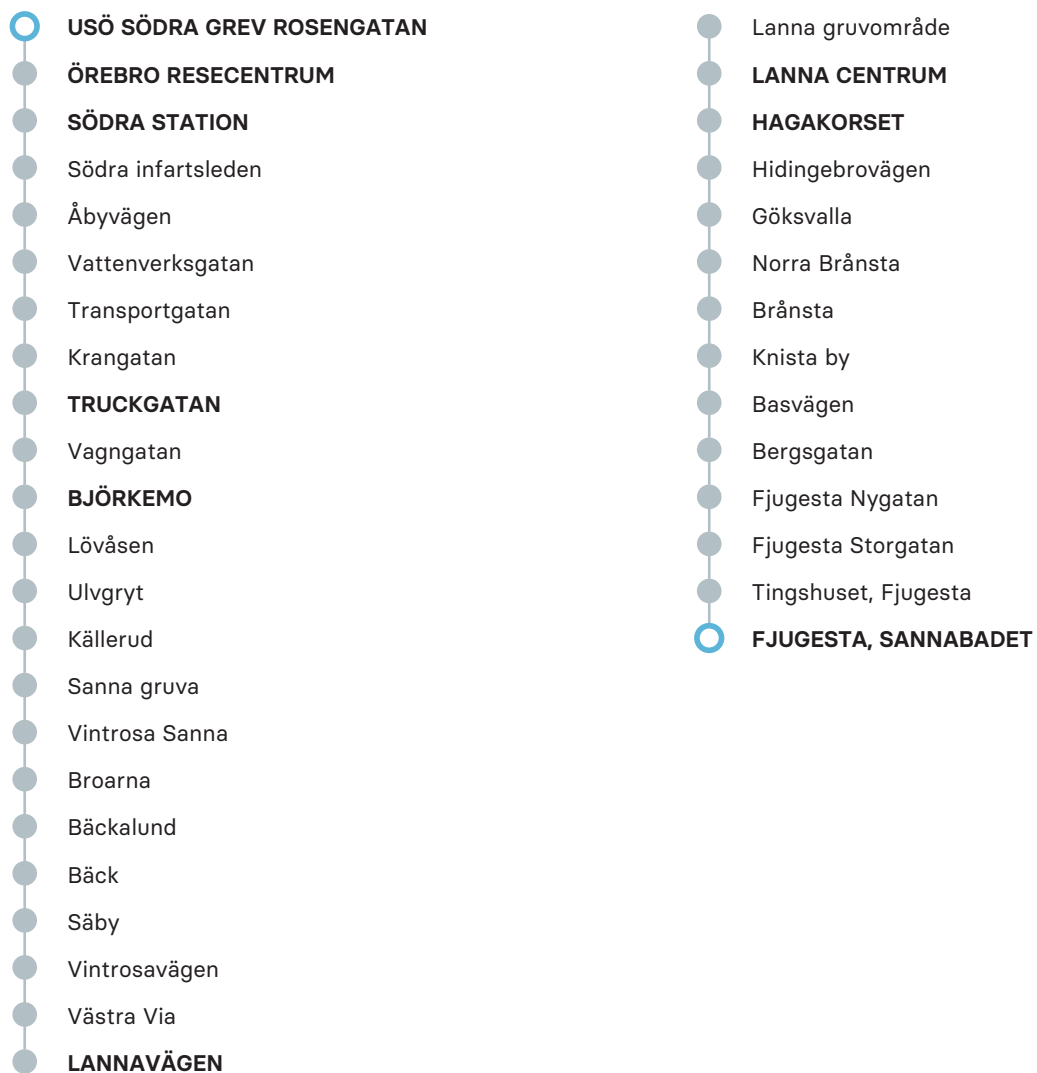 USÖ SÖDRA GREV ROSENGATAN
ÖREBRO RESECENTRUM
SÖDRA STATION
Södra infartsleden
Åbyvägen
Vattenverksgatan
Transportgatan
Krangatan
TRUCKGATAN
Vagngatan
BJÖRKEMO
Lövåsen
Ulvgryt
Källerud
Sanna gruva
Vintrosa Sanna
Broarna
Bäckalund
Bäck
Säby
Vintrosavägen
Västra Via
LANNAVÄGEN
Lanna gruvområde
LANNA CENTRUM
HAGAKORSET
Hidingebrovägen
Göksvalla
Norra Brånsta
Brånsta
Knista by
Basvägen
Bergsgatan
Fjugesta Nygatan
Fjugesta Storgatan
Tingshuset, Fjugesta
FJUGESTA, SANNABADET